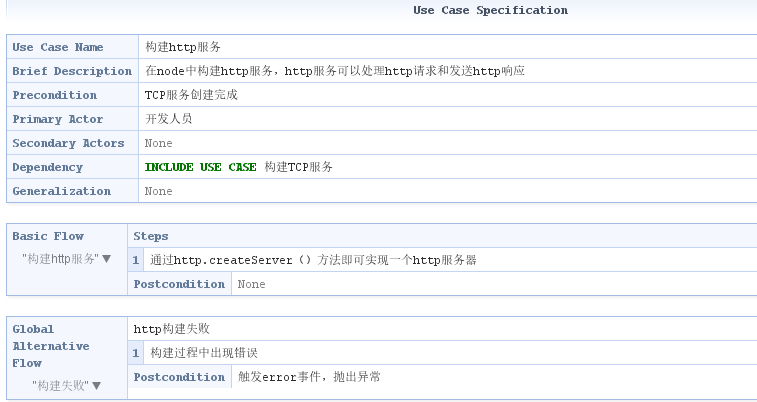 Use Case Specification
Use Case Name 构建http服务
Brief Description 在node中构建http服务，http服务可以处理http请求和发送http响应
Precondition TCP服务创建完成
Primary Actor 开发人员
Secondary Actors None
Dependency INCLUDE USE CASE 构建TCP服务
Generalization None
Basic Flow Steps
"构建http服务" ▼
1 通过http.createServer（）方法即可实现一个http服务器
Postcondition None
Global Alternative Flow http构建失败
"构建失败" ▼
1 构建过程中出现错误
Postcondition 触发error事件，抛出异常